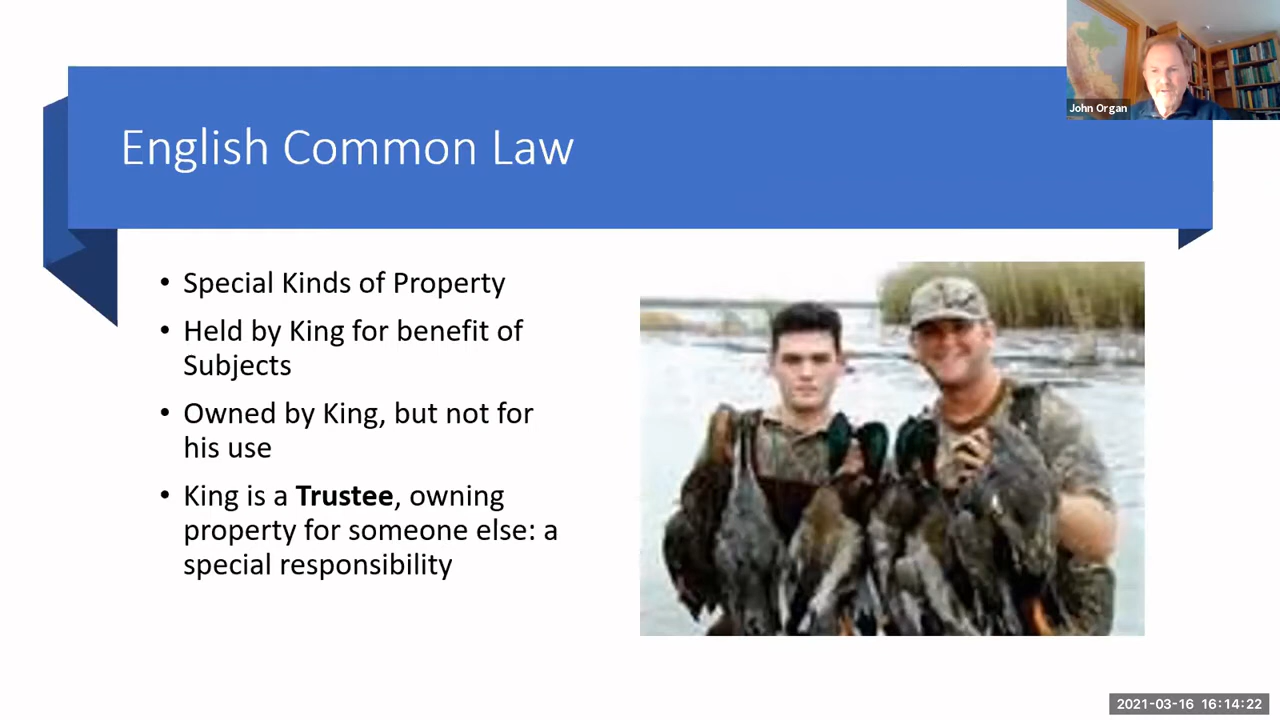 John Organ
English Common Law
• Special Kinds of Property
• Held by King for benefit of
Subjects
• Owned by King, but not for
his use
• King is a Trustee, owning
property for someone else: a
special responsibility
2021-03-16 16:14:22